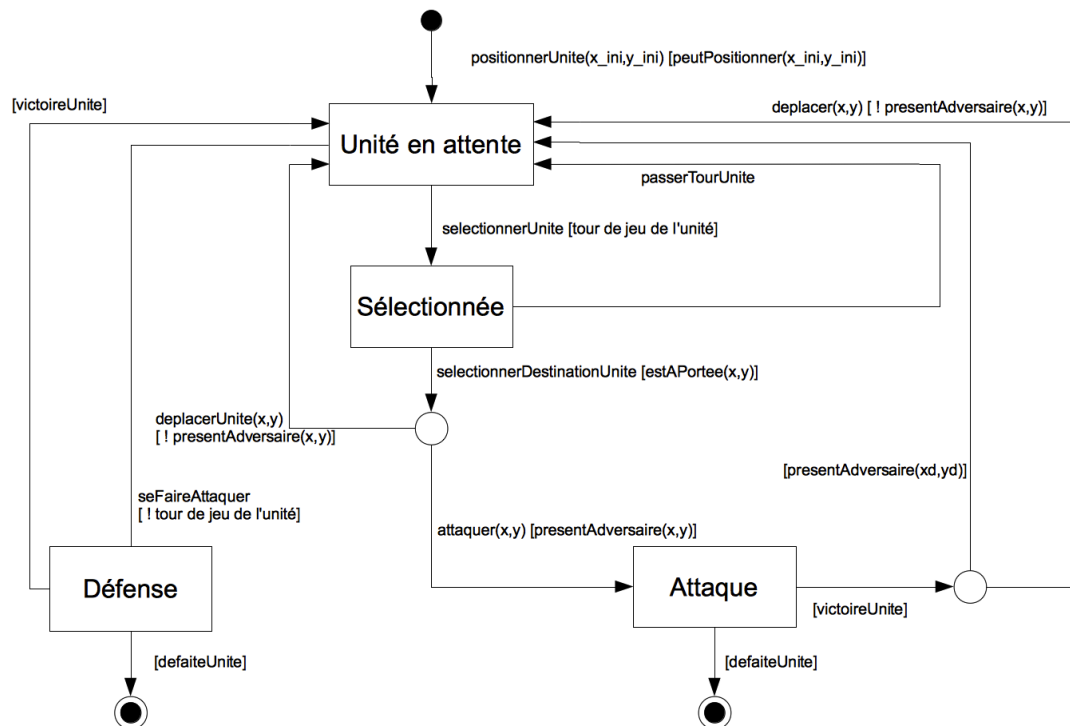 positionnerUnite(x_ini,y_ini) [peutPositionner(x_ini,y_ini)]
[victoireUnite]
deplacer(x,y) [ ! presentAdversaire(x,y)]
Unité en attente
passerTourUnite
selectionnerUnite [tour de jeu de l'unité]
Sélectionnée
selectionnerDestinationUnite [estAPortee(x,y)]
deplacerUnite(x,y)
[ ! presentAdversaire(x,y)]
[presentAdversaire(xd,yd)]
seFaireAttaquer
[ ! tour de jeu de l'unité]
attaquer(x,y) [presentAdversaire(x,y)]
Défense
Attaque
[victoireUnite]
[defaiteUnite]
[defaiteUnite]